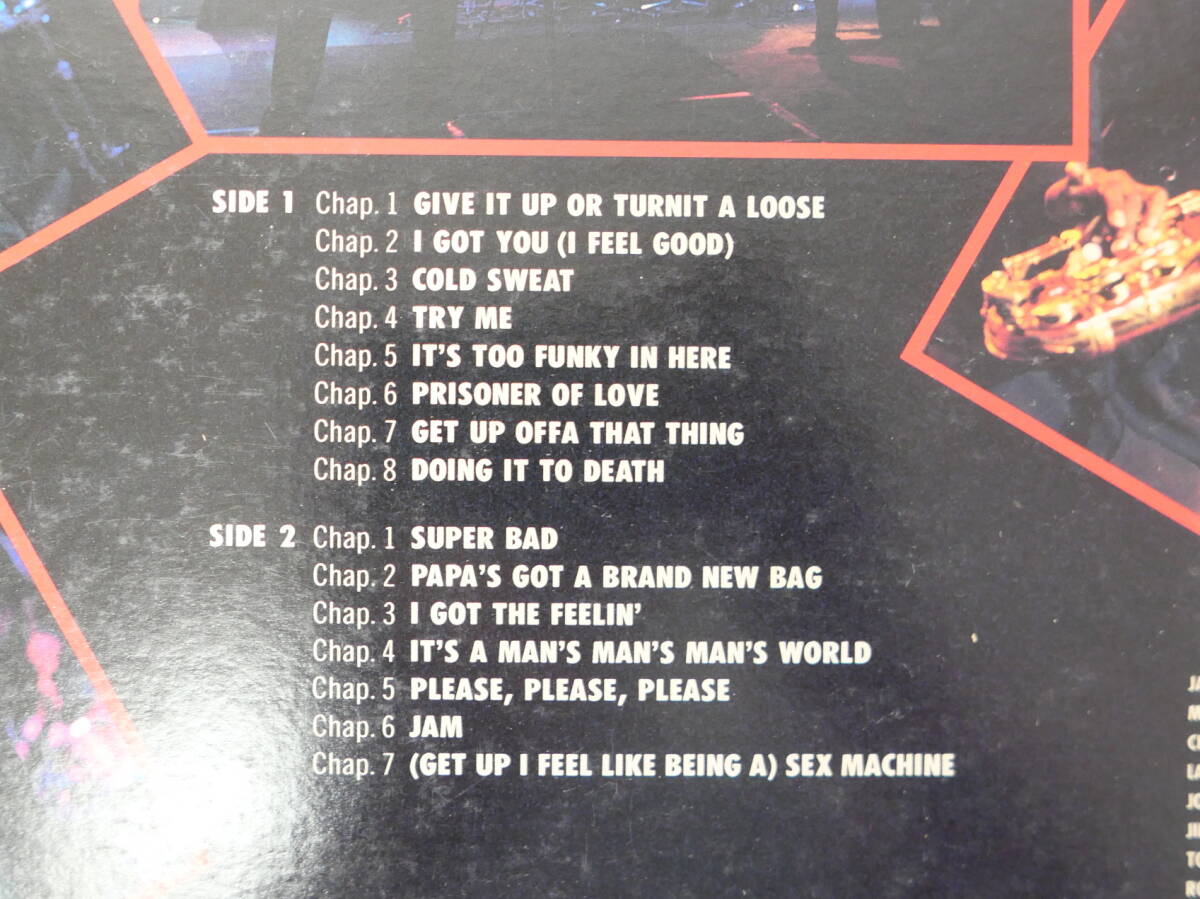 SIDE 1 Chap. 1 GIVE IT UP OR TURNIT A LOOSE
Chap. 2 I GOT YOU (I FEEL GOOD)
Chap. 3 COLD SWEAT
Chap. 4 TRY ME
Chap. 5 IT'S TOO FUNKY IN HERE
Chap. 6 PRISONER OF LOVE
Chap. 7 GET UP OFFA THAT THING
Chap. 8 DOING IT TO DEATH
SIDE 2 Chap. 1 SUPER BAD
Chap. 2 PAPA'S GOT A BRAND NEW BAG
Chap. 3 I GOT THE FEELIN'
Chap. 4 IT'S A MAN'S MAN'S MAN'S WORLD
Chap. 5 PLEASE, PLEASE, PLEASE
Chap. 6 JAM
Chap. 7 (GET UP I FEEL LIKE BEING A) SEX MACHINE